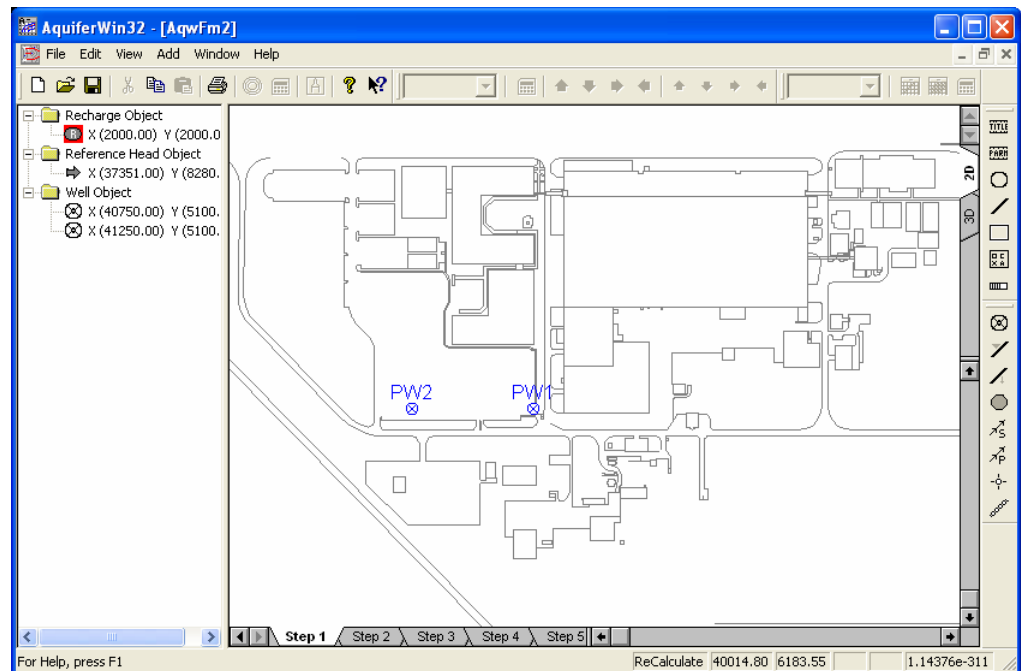 AquiferWin32 - [AqwFm2]
File Edit View Add Window Help
Recharge Object
X (2000.00) Y (2000.0
Reference Head Object
X (37351.00) Y (8280.
Well Object
X (40750.00) Y (5100.
X (41250.00) Y (5100.
TITLE
PARM
2D
3D
PW2 PW1
Step 1 Step 2 Step 3 Step 4 Step 5
For Help, press F1 ReCalculate 40014.80 6183.55 1.14376e-311